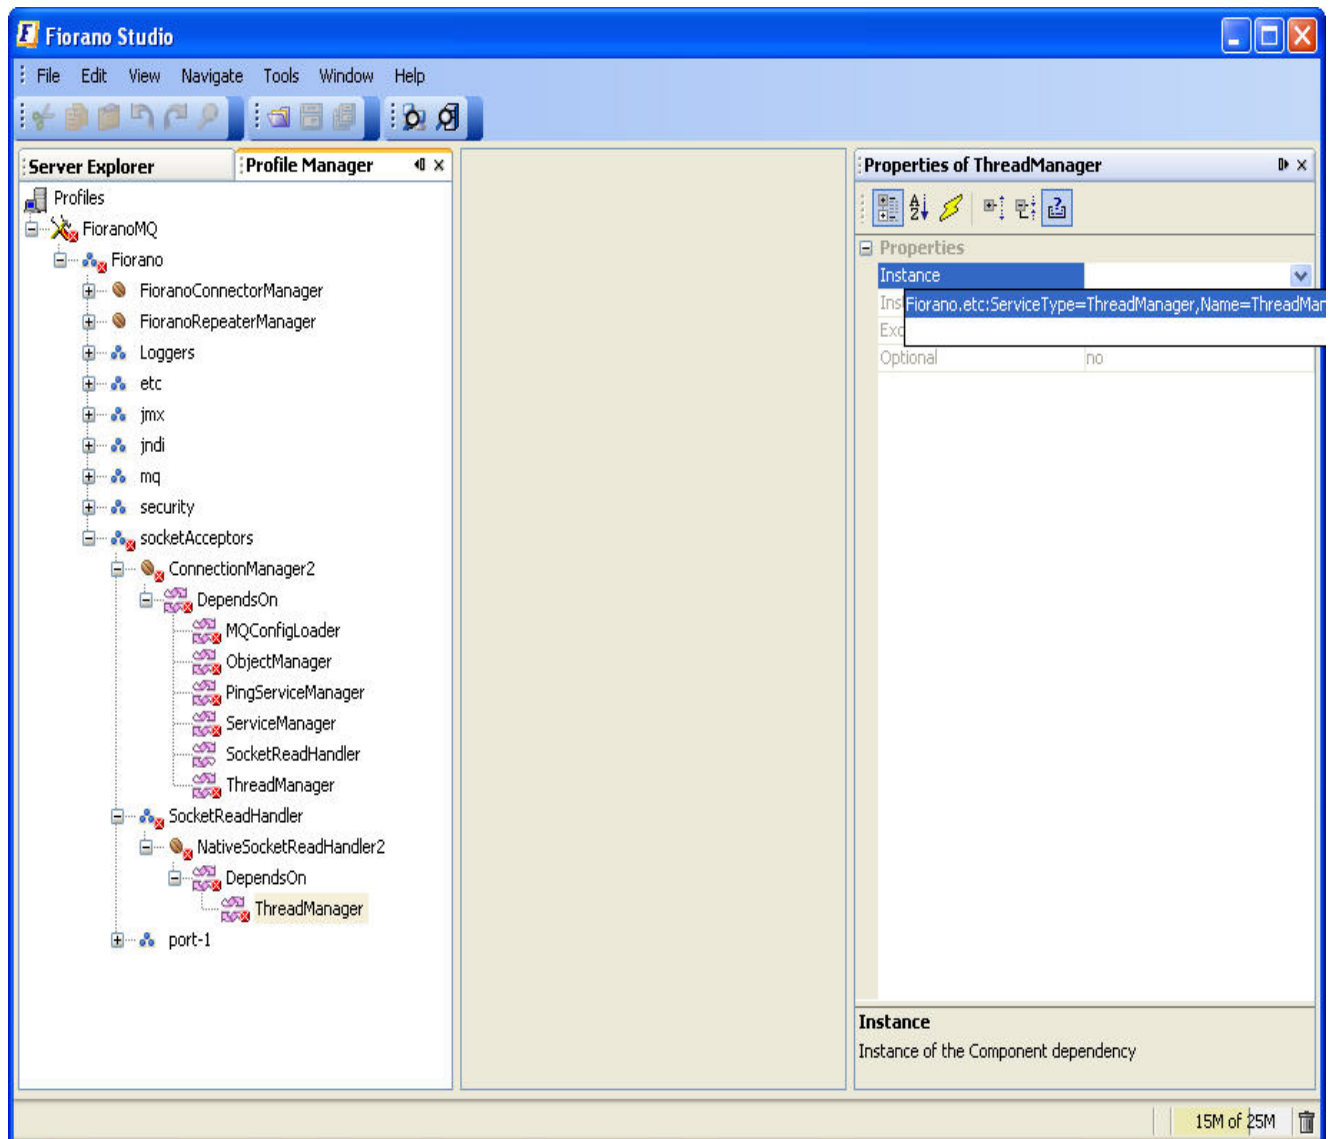 Fiorano Studio
File Edit View Navigate Tools Window Help
Server Explorer
Profile Manager
Profiles
FioranoMQ
Fiorano
FioranoConnectorManager
FioranoRepeaterManager
Loggers
etc
jmx
jndi
mq
security
socketAcceptors
ConnectionManager2
DependsOn
MQConfigLoader
ObjectManager
PingServiceManager
ServiceManager
SocketReadHandler
ThreadManager
SocketReadHandler
NativeSocketReadHandler2
DependsOn
ThreadManager
port-1
Properties of ThreadManager
Properties
Instance
Fiorano.etc:ServiceType=ThreadManager,Name=ThreadMan
Optional no
Instance
Instance of the Component dependency
15M of 25M